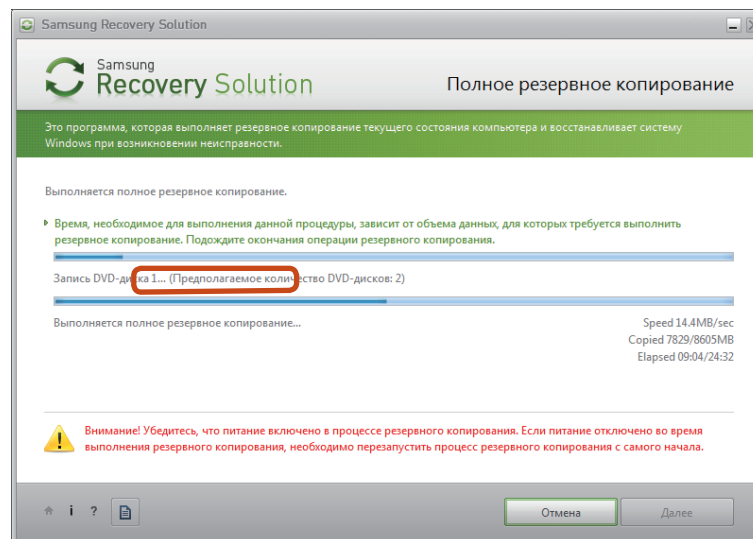 Samsung Recovery Solution
Samsung
Recovery Solution
Полное резервное копирование
Это программа, которая выполняет резервное копирование текущего состояния компьютера и восстанавливает систему
Windows при возникновении неисправности.
Выполняется полное резервное копирование.
Время, необходимое для выполнения данной процедуры, зависит от объема данных, для которых требуется выполнить
резервное копирование. Подождите окончания операции резервного копирования.
Запись DVD-диска 1... (Предполагаемое количество DVD-дисков: 2)
Выполняется полное резервное копирование...
Speed 14.4MB/sec
Copied 7829/8605MB
Elapsed 09:04/24:32
Внимание! Убедитесь, что питание включено в процессе резервного копирования. Если питание отключено во время
выполнения резервного копирования, необходимо перезапустить процесс резервного копирования с самого начала.
i ?
Отмена
Далее